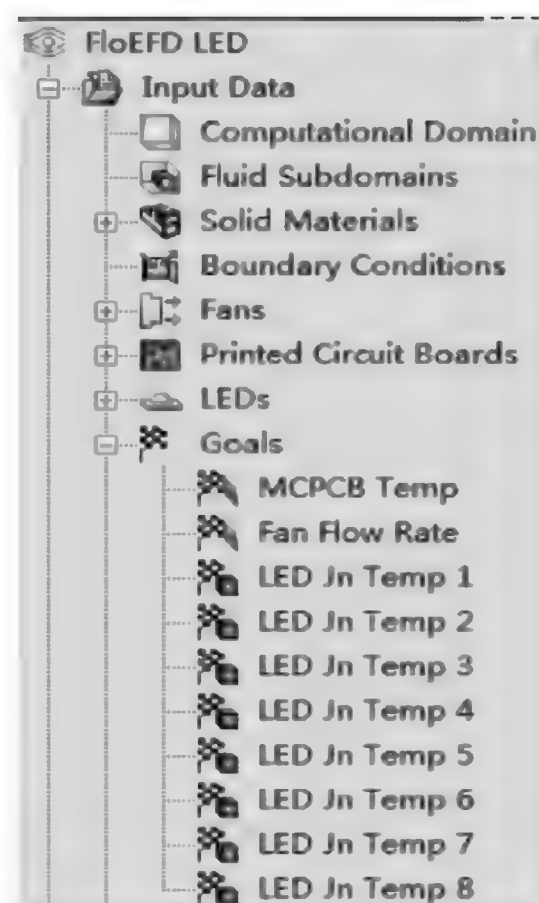 FloEFD LED
Input Data
Computational Domain
Fluid Subdomains
Solid Materials
Boundary Conditions
Fans
Printed Circuit Boards
LEDs
Goals
MCPCB Temp
Fan Flow Rate
LED Jn Temp 1
LED Jn Temp 2
LED Jn Temp 3
LED Jn Temp 4
LED Jn Temp 5
LED Jn Temp 6
LED Jn Temp 7
LED Jn Temp 8